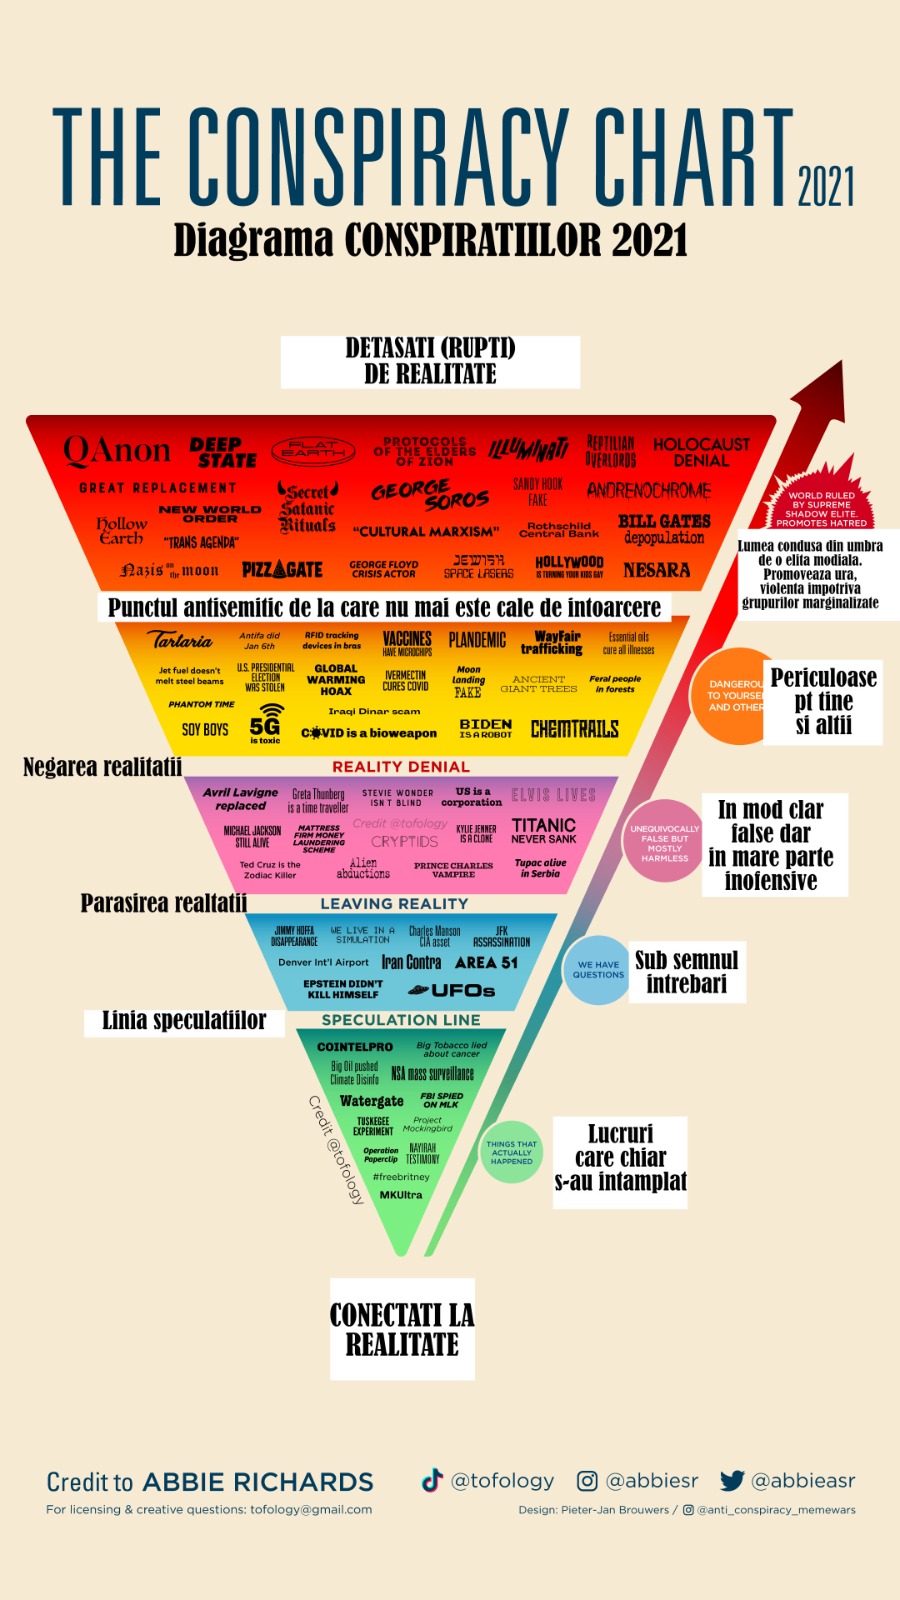 THE CONSPIRACY CHART 2021
Diagrama CONSPIRATIILOR 2021
DETASATI (RUPTI)
DE REALITATE
QAnon
DEEP
STATE
FLAT
EARTH
PROTOCOLS
OF THE ELDERS
OF ZION
ILLUMINATI
REPTILIAN
OVERLORDS
HOLOCAUST
DENIAL
GREAT REPLACEMENT
Secret
Satanic
Rituals
GEORGE
SOROS
SANDY HOOK
FAKE
ANDRENOCHROME
Hollow
Earth
NEW WORLD
ORDER
"TRANS AGENDA"
"CULTURAL MARXISM"
Rothschild
Central Bank
BILL GATES
depopulation
Nazis on the moon
PIZZAGATE
GEORGE FLOYD
CRISIS ACTOR
JEWISH
SPACE LASERS
HOLLYWOOD
IS TURNING YOUR KIDS GAY
NESARA
WORLD RULED
BY SUPREME
SHADOW ELITE.
PROMOTES HATRED
Lumea condusa din umbra
de o elita modiala.
Promoveaza ura,
violenta impotriva
grupurilor marginalizate
Punctul antisemitic de la care nu mai este cale de intoarcere
Tartaria
Antifa did
Jan 6th
RFID tracking
devices in bras
VACCINES
HAVE MICROCHIPS
PLANDEMIC
WayFair
trafficking
Essential oils
cure all illnesses
Jet fuel doesn't
melt steel beams
U.S. PRESIDENTIAL
ELECTION
WAS STOLEN
GLOBAL
WARMING
HOAX
IVERMECTIN
CURES COVID
Moon
landing
FAKE
ANCIENT
GIANT TREES
Feral people
in forests
PHANTOM TIME
SOY BOYS
5G
is toxic
Iraqi Dinar scam
COVID is a bioweapon
BIDEN
IS A ROBOT
CHEMTRAILS
DANGEROU
TO YOURSEL
AND OTHER
Periculoase
pt tine
si altii
Negarea realitatii
REALITY DENIAL
Avril Lavigne
replaced
Greta Thunberg
is a time traveller
STEVIE WONDER
ISN T BLIND
US is a
corporation
ELVIS LIVES
MICHAEL JACKSON
STILL ALIVE
MATTRESS
FIRM MONEY
LAUNDERING
SCHEME
Credit @tofology
CRYPTIDS
KYLIE JENNER
IS A CLONE
TITANIC
NEVER SANK
Ted Cruz is the
Zodiac Killer
Alien
abductions
PRINCE CHARLES
VAMPIRE
Tupac alive
in Serbia
UNEQUIVOCALLY
FALSE BUT
MOSTLY
HARMLESS
In mod clar
false dar
in mare parte
inofensive
Parasirea realtatii
LEAVING REALITY
JIMMY HOFFA
DISAPPEARANCE
WE LIVE IN A
SIMULATION
Charles Manson
CIA asset
JFK
ASSASSINATION
Denver Int'l Airport
Iran Contra
AREA 51
EPSTEIN DIDN'T
KILL HIMSELF
UFOs
WE HAVE
QUESTIONS
Sub semnul
intrebari
Linia speculatiilor
SPECULATION LINE
COINTELPRO
Big Tobacco lied
about cancer
Big Oil pushed
Climate Disinfo
NSA mass surveillance
Watergate
FBI SPIED
ON MLK
TUSKEGEE
EXPERIMENT
Project
Mockingbird
Operation
Paperclip
NAYIRAH
TESTIMONY
#freebritney
MKUltra
Credit @tofology
THINGS THAT
ACTUALLY
HAPPENED
Lucruri
care chiar
s-au intamplat
CONECTATI LA
REALITATE
Credit to ABBIE RICHARDS
@tofology @abbiesr @abbieasr
For licensing & creative questions: tofology@gmail.com
Design: Pieter-Jan Brouwers / @anti_conspiracy_memewars